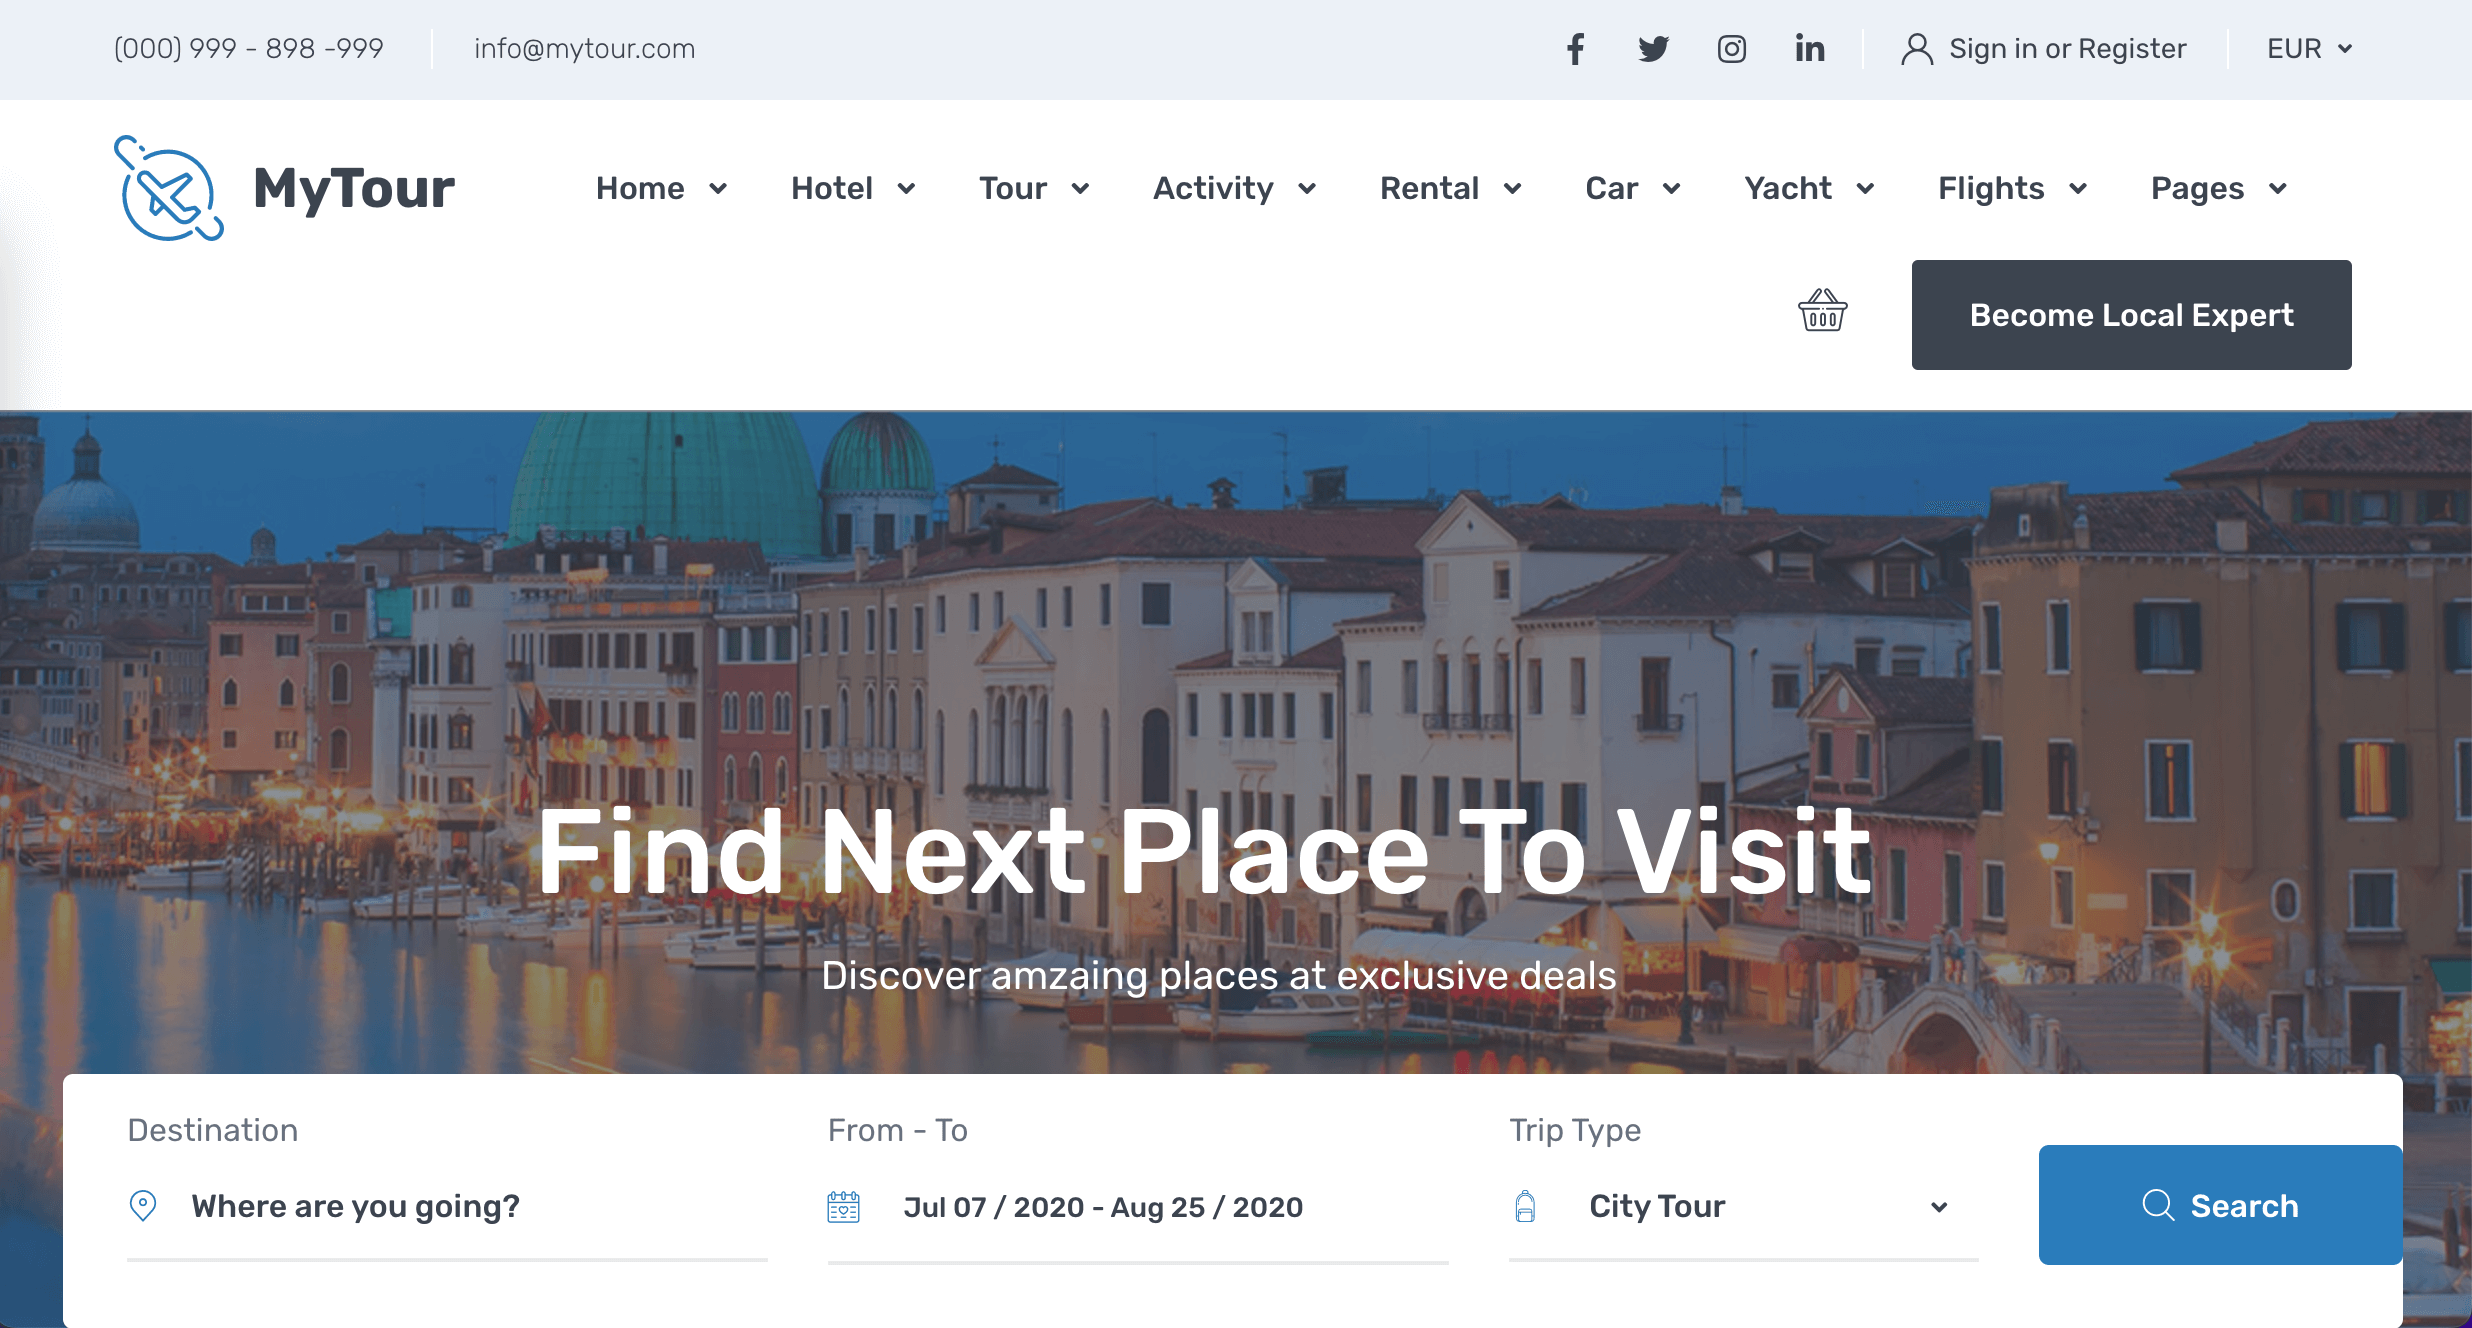 (000) 999 - 898 -999 info@mytour.com Sign in or Register EUR
MyTour Home Hotel Tour Activity Rental Car Yacht Flights Pages
Become Local Expert
Find Next Place To Visit
Discover amzaing places at exclusive deals
Destination From - To Trip Type
Where are you going? Jul 07 / 2020 - Aug 25 / 2020 City Tour Search